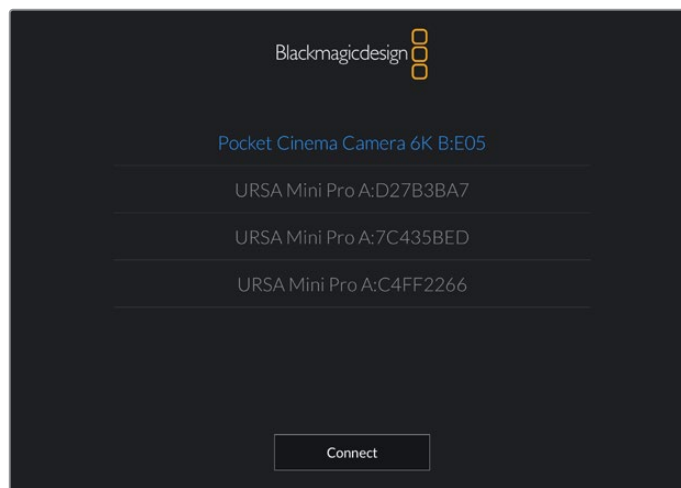 Blackmagicdesign
Pocket Cinema Camera 6K B:E05
URSA Mini Pro A:D27B3BA7
URSA Mini Pro A:7C435BED
URSA Mini Pro A:C4FF2266
Connect